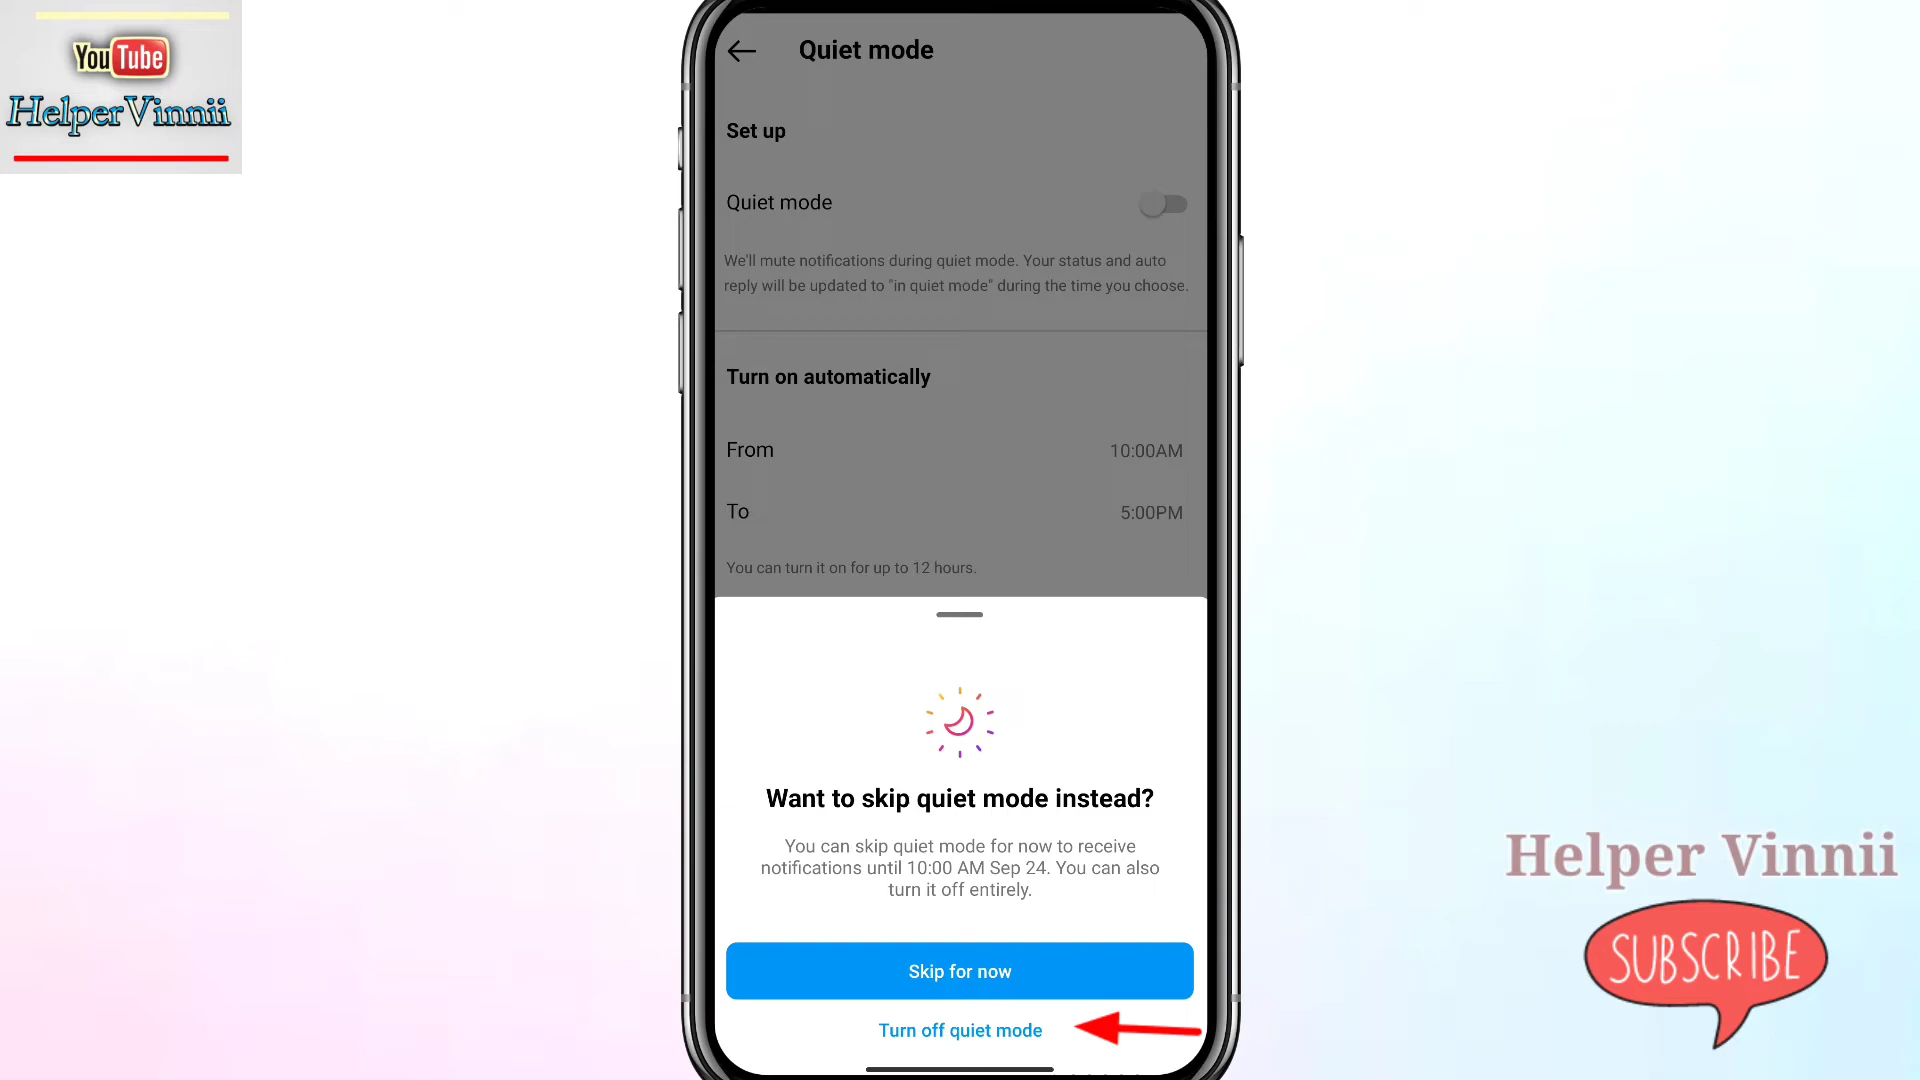 YouTube
HelperVinnii
Quiet mode
Set up
Quiet mode
We'll mute notifications during quiet mode. Your status and auto
reply will be updated to "in quiet mode" during the time you choose.
Turn on automatically
From 10:00AM
To 5:00PM
You can turn it on for up to 12 hours.
Want to skip quiet mode instead?
You can skip quiet mode for now to receive
notifications until 10:00 AM Sep 24. You can also
turn it off entirely.
Skip for now
Turn off quiet mode
Helper Vinnii
SUBSCRIBE